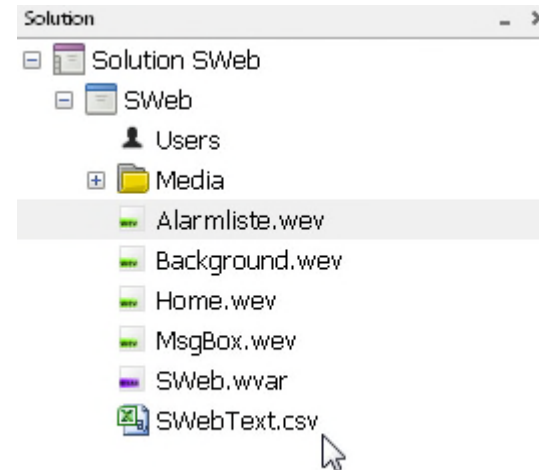 Solution
Solution SWeb
SWeb
Users
Media
Alarmliste.wev
Background.wev
Home.wev
MsgBox.wev
SWeb.wvar
SWebText.csv